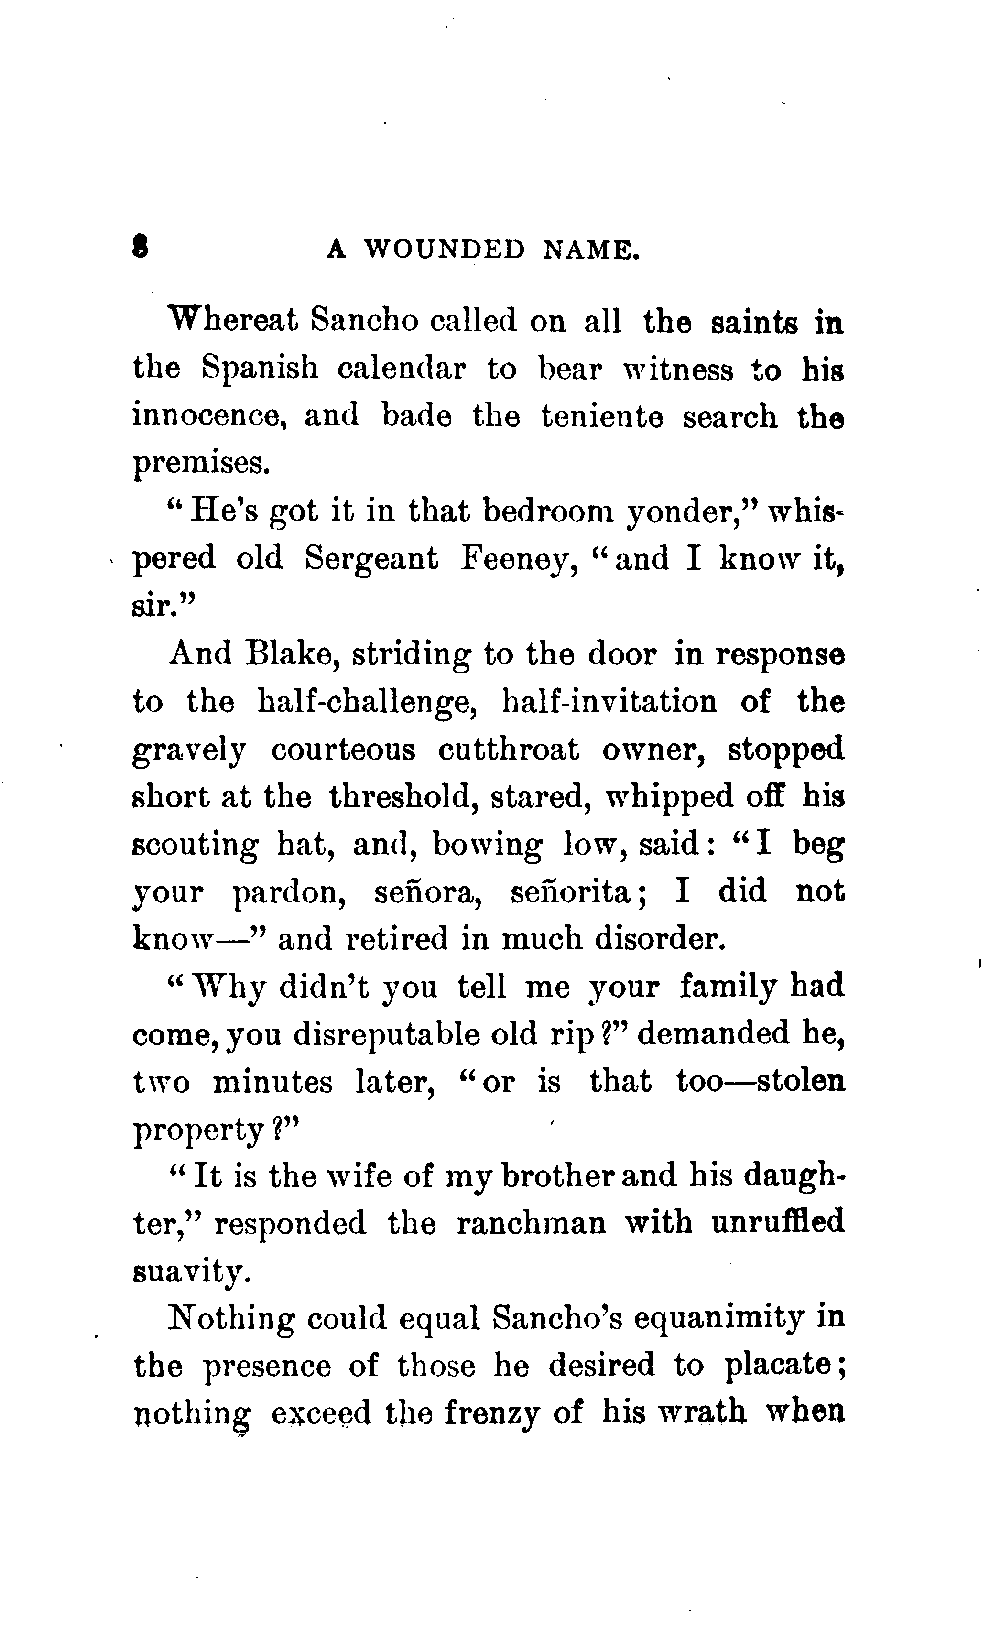 8 A WOUNDED NAME.
Whereat Sancho called on all the saints in
the Spanish calendar to bear witness to his
innocence, and bade the teniente search the
premises.
“He's got it in that bedroom yonder,” whis-
pered old Sergeant Feeney, “and I know it,
sir.”
And Blake, striding to the door in response
to the half-challenge, half-invitation of the
gravely courteous cutthroat owner, stopped
short at the threshold, stared, whipped off his
scouting hat, and, bowing low, said: “I beg
your pardon, señora, señorita; I did not
know—” and retired in much disorder.
“Why didn't you tell me your family had
come, you disreputable old rip?” demanded he,
two minutes later, “or is that too—stolen
property?”
“It is the wife of my brother and his daugh-
ter,” responded the ranchman with unruffled
suavity.
Nothing could equal Sancho's equanimity in
the presence of those he desired to placate;
nothing exceed the frenzy of his wrath when